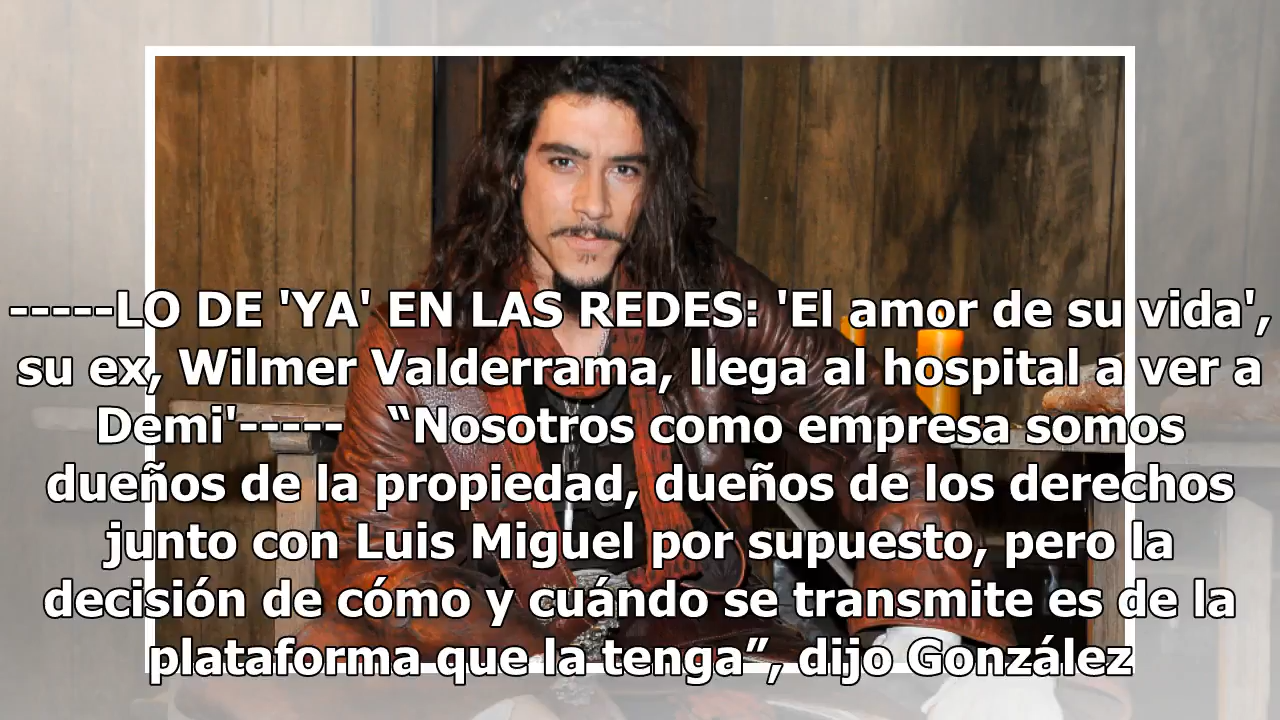 -----LO DE 'YA' EN LAS REDES: 'El amor de su vida',
su ex, Wilmer Valderrama, llega al hospital a ver a
Demi'----- “Nosotros como empresa somos
dueños de la propiedad, dueños de los derechos
junto con Luis Miguel por supuesto, pero la
decisión de cómo y cuándo se transmite es de la
plataforma que la tenga”, dijo González